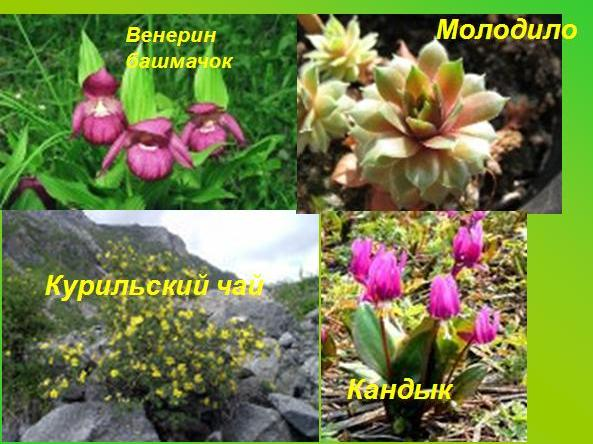 Венерин
башмачок
Молодило
Курильский чай
Кандык